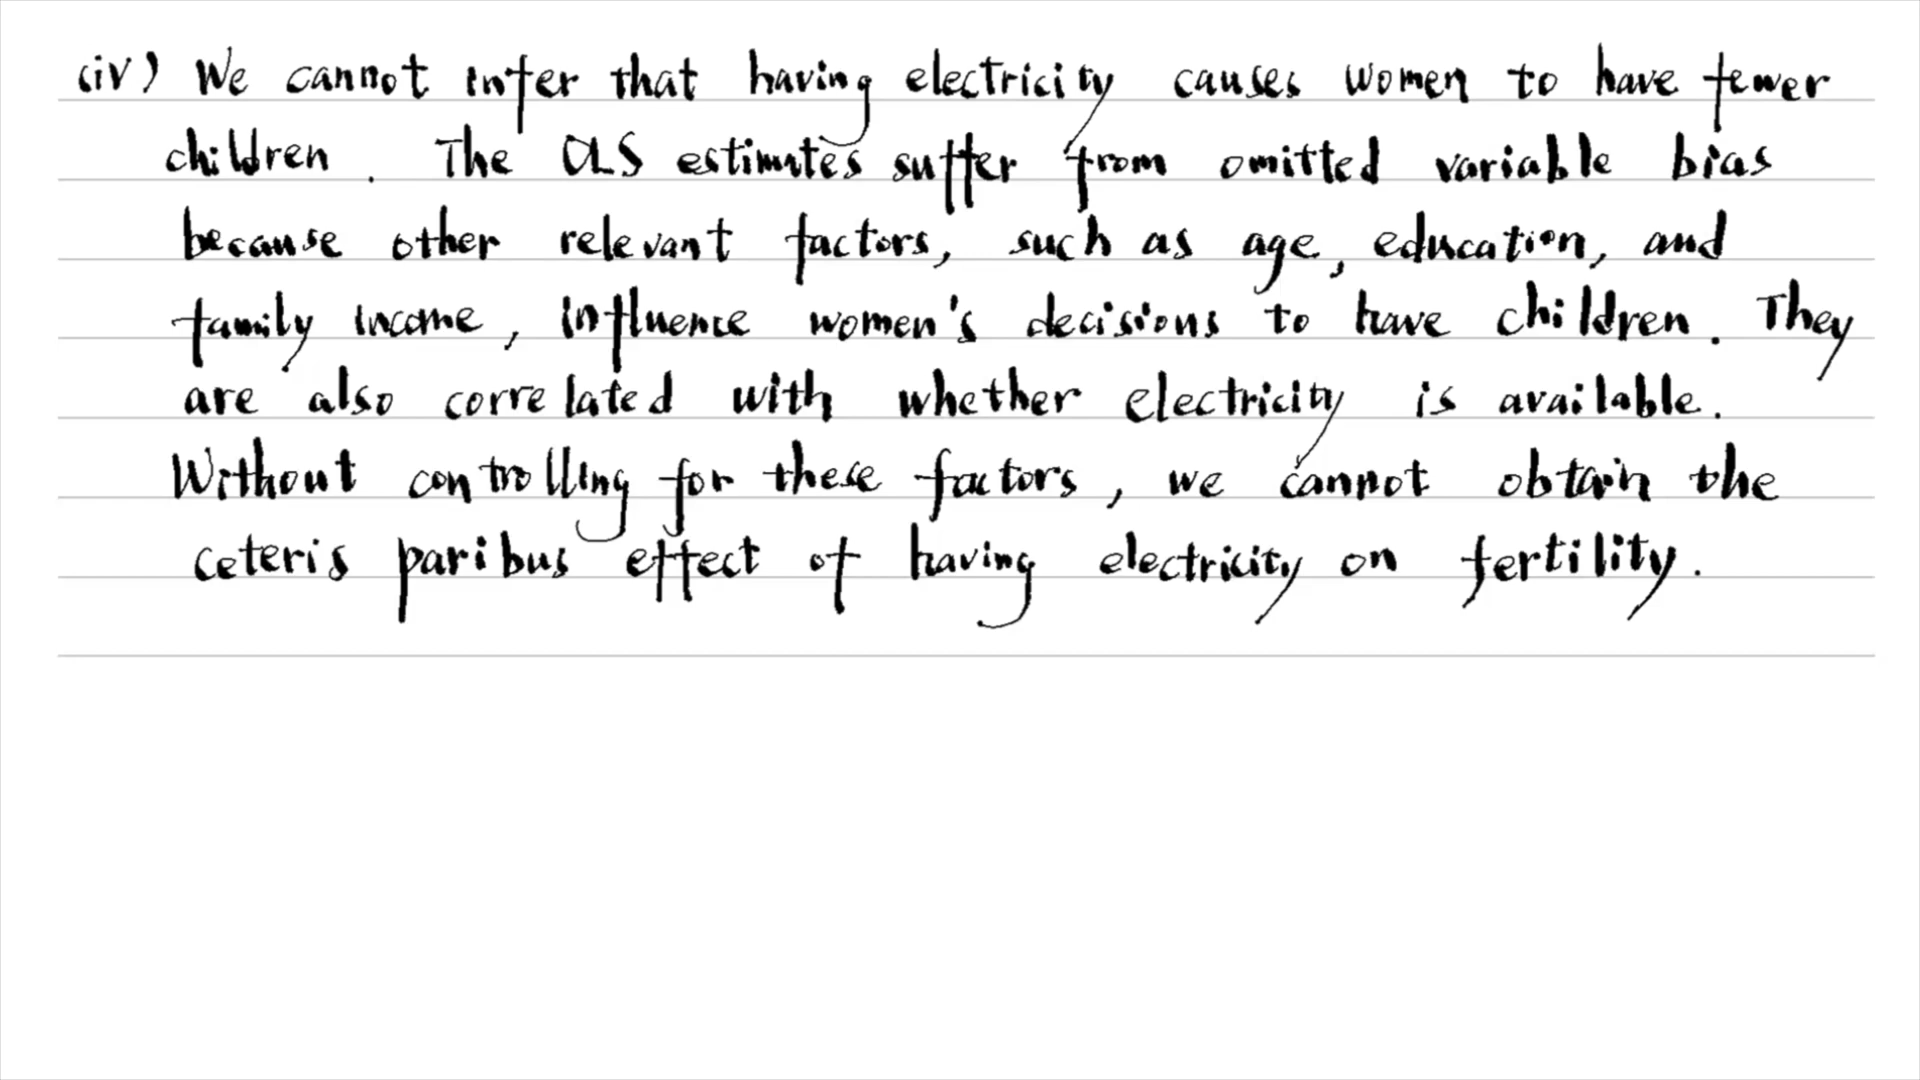 (iv) We cannot infer that having electricity causes women to have fewer
children. The OLS estimates suffer from omitted variable bias
because other relevant factors, such as age, education, and
family income, influence women's decisions to have children. They
are also correlated with whether electricity is available.
Without controlling for these factors, we cannot obtain the
ceteris paribus effect of having electricity on fertility.